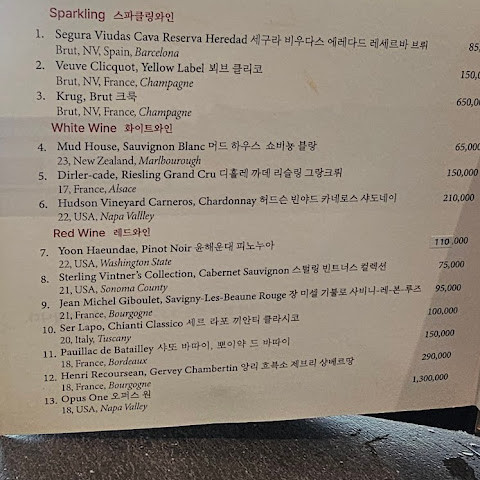 Sparkling 스파클링와인
1. Segura Viudas Cava Reserva Heredad 세구라 비우다스 에레다드 레세르바 브뤼 85,
Brut, NV, Spain, Barcelona
2. Veuve Clicquot, Yellow Label 뵈브 클리코 150,
Brut, NV, France, Champagne
3. Krug, Brut 크룩 650,00
Brut, NV, France, Champagne
White Wine 화이트와인
4. Mud House, Sauvignon Blanc 머드 하우스 쇼비뇽 블랑 65,000
23, New Zealand, Marlbourough
5. Dirler-cade, Riesling Grand Cru 디흘레 까데 리슬링 그랑크뤼 150,000
17, France, Alsace
6. Hudson Vineyard Carneros, Chardonnay 허드슨 빈야드 카네로스 샤도네이 210,000
22, USA, Napa Vallley
Red Wine 레드와인
7. Yoon Haeundae, Pinot Noir 윤해운대 피노누아 110,000
22, USA, Washington State
8. Sterling Vintner's Collection, Cabernet Sauvignon 스털링 빈트너스 컬렉션 75,000
21, USA, Sonoma County
9. Jean Michel Giboulet, Savigny-Les-Beaune Rouge 장 미셸 기불로 사비니-레-본-루즈 95,000
21, France, Bourgogne
10. Ser Lapo, Chianti Classico 세르 라포 끼안티 클라시코 100,000
20, Italy, Tuscany
11. Pauillac de Batailley 샤또 바따이, 뽀이약 드 바따이 150,000
18, France, Bordeaux
12. Henri Recoursean, Gervey Chambertin 앙리 흐쏙소 제브리 샹베르땅 290,000
18, France, Bourgogne
13. Opus One 오퍼스 원 1,300,000
18, USA, Napa Valley